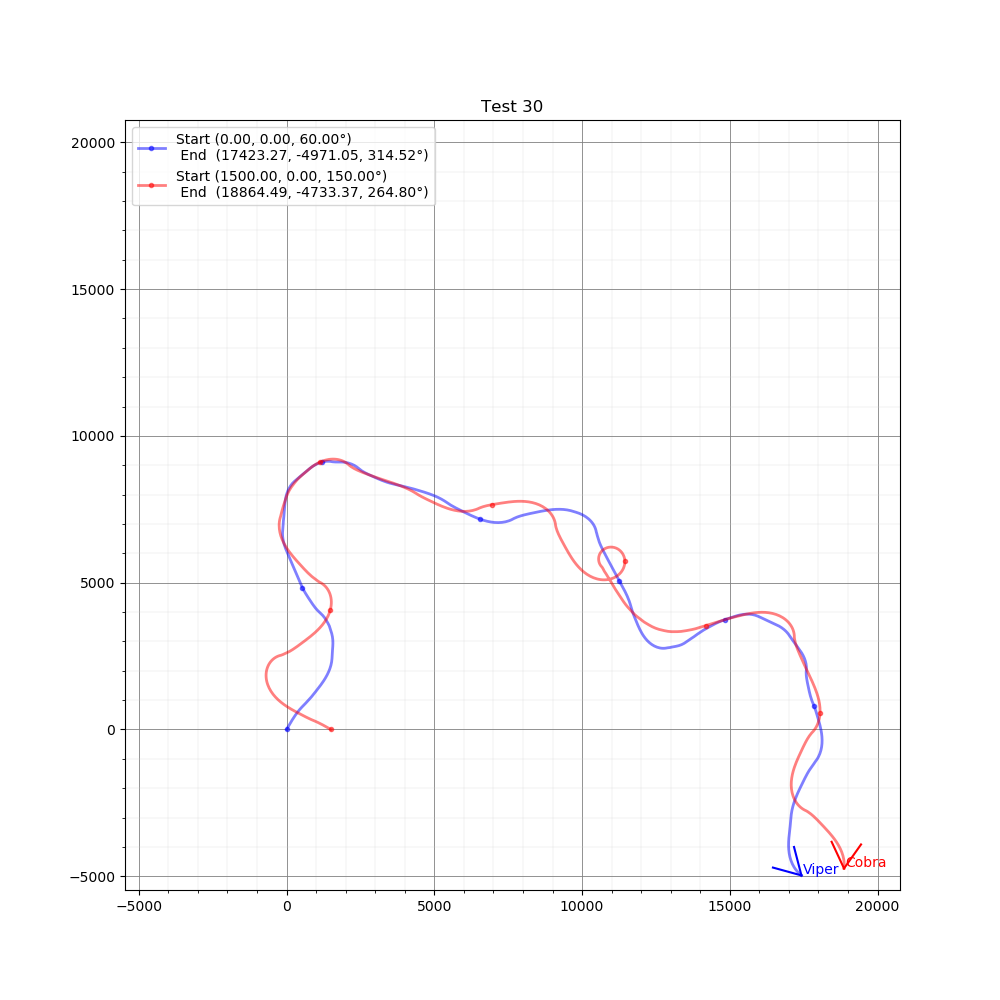 Test 30
Start (0.00, 0.00, 60.00°)
End (17423.27, -4971.05, 314.52°)
Start (1500.00, 0.00, 150.00°)
End (18864.49, -4733.37, 264.80°)
20000
15000
10000
5000
0
−5000
Viper
Cobra
−5000 0 5000 10000 15000 20000